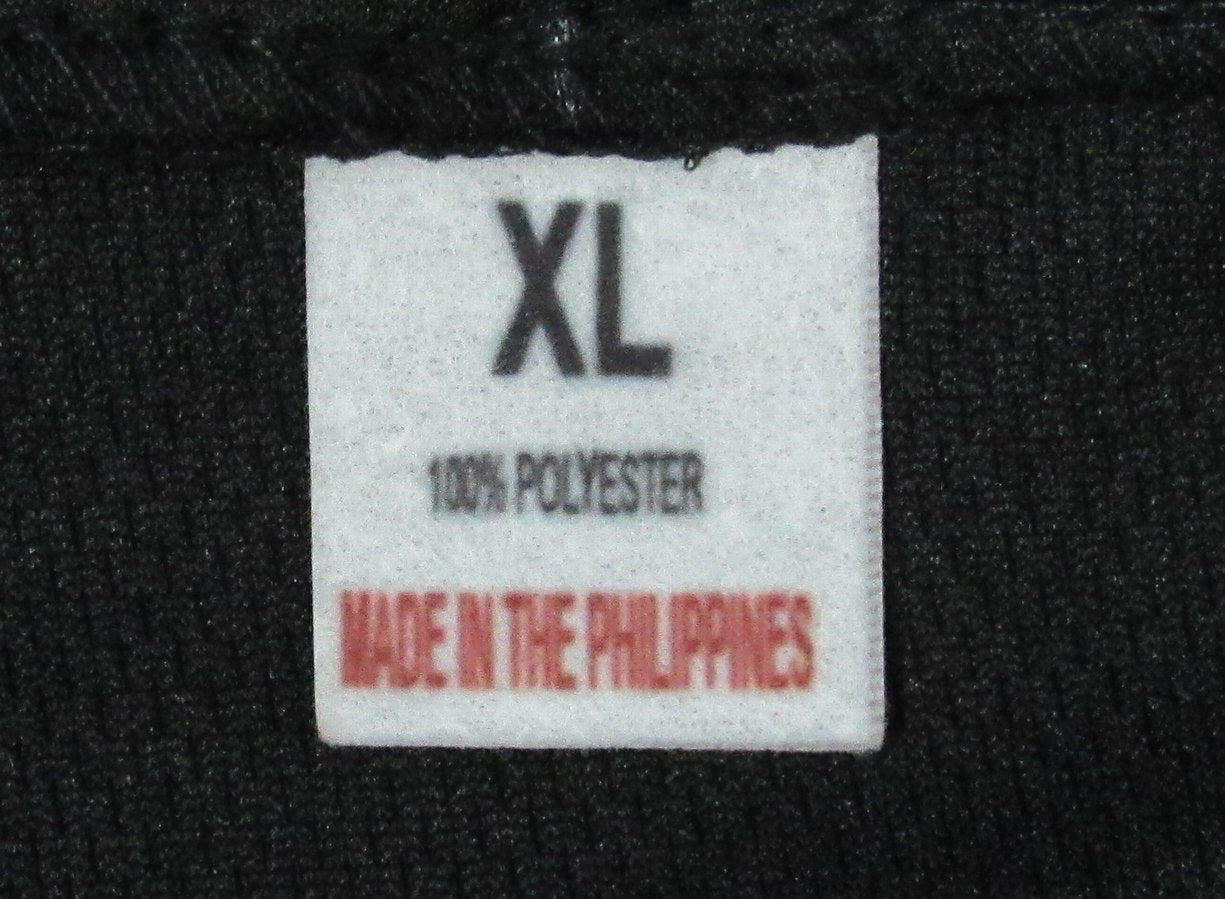 XL
100% POLYESTER
MADE IN THE PHILIPPINES